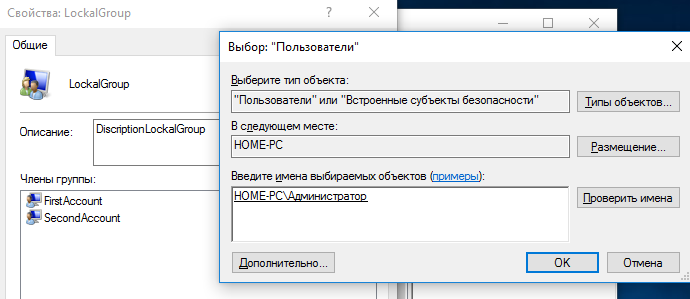 Свойства: LockalGroup
Общие
LockalGroup
Описание:
DiscriptionLockalGroup
Члены группы:
FirstAccount
SecondAccount
Выбор: "Пользователи"
Выберите тип объекта:
"Пользователи" или "Встроенные субъекты безопасности"
Типы объектов...
В следующем месте:
HOME-PC
Размещение...
Введите имена выбираемых объектов (примеры):
HOME-PC\Администратор
Проверить имена
Дополнительно...
OK
Отмена